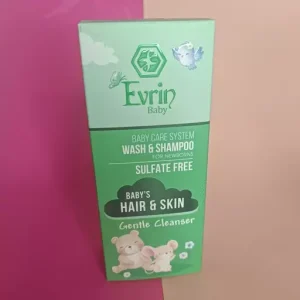 Evrin
Baby
BABY CARE SYSTEM
WASH & SHAMPOO
FOR NEWBORNS
SULFATE FREE
BABY'S
HAIR & SKIN
Gentle Cleanser